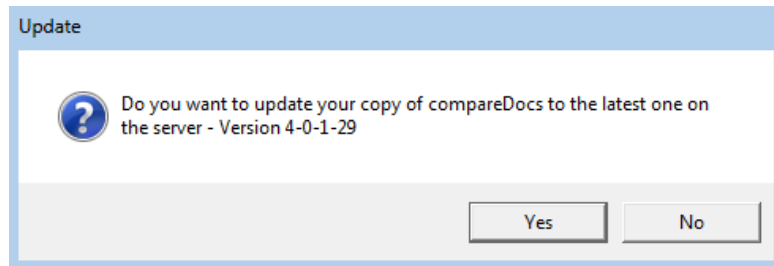 Update
Do you want to update your copy of compareDocs to the latest one on
the server - Version 4-0-1-29
Yes
No